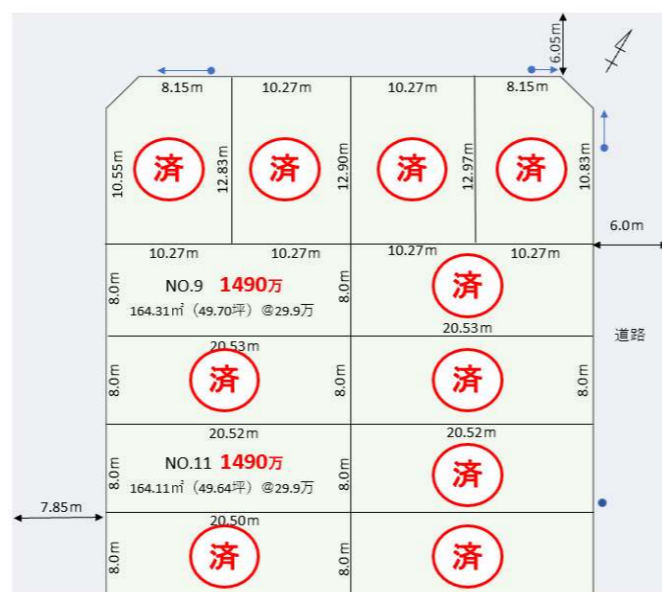 6.05m
8.15m
10.27m
10.27m
8.15m
10.55m
済
12.83m
済
12.90m
済
12.97m
済
10.83m
6.0m
10.27m
10.27m
10.27m
10.27m
8.0m
NO.9 1490万
164.31㎡（49.70坪）@29.9万
8.0m
済
道路
20.53m
20.53m
8.0m
済
8.0m
済
8.0m
20.52m
20.52m
8.0m
NO.11 1490万
164.11㎡（49.64坪）@29.9万
8.0m
済
7.85m
20.50m
8.0m
済
8.0m
済